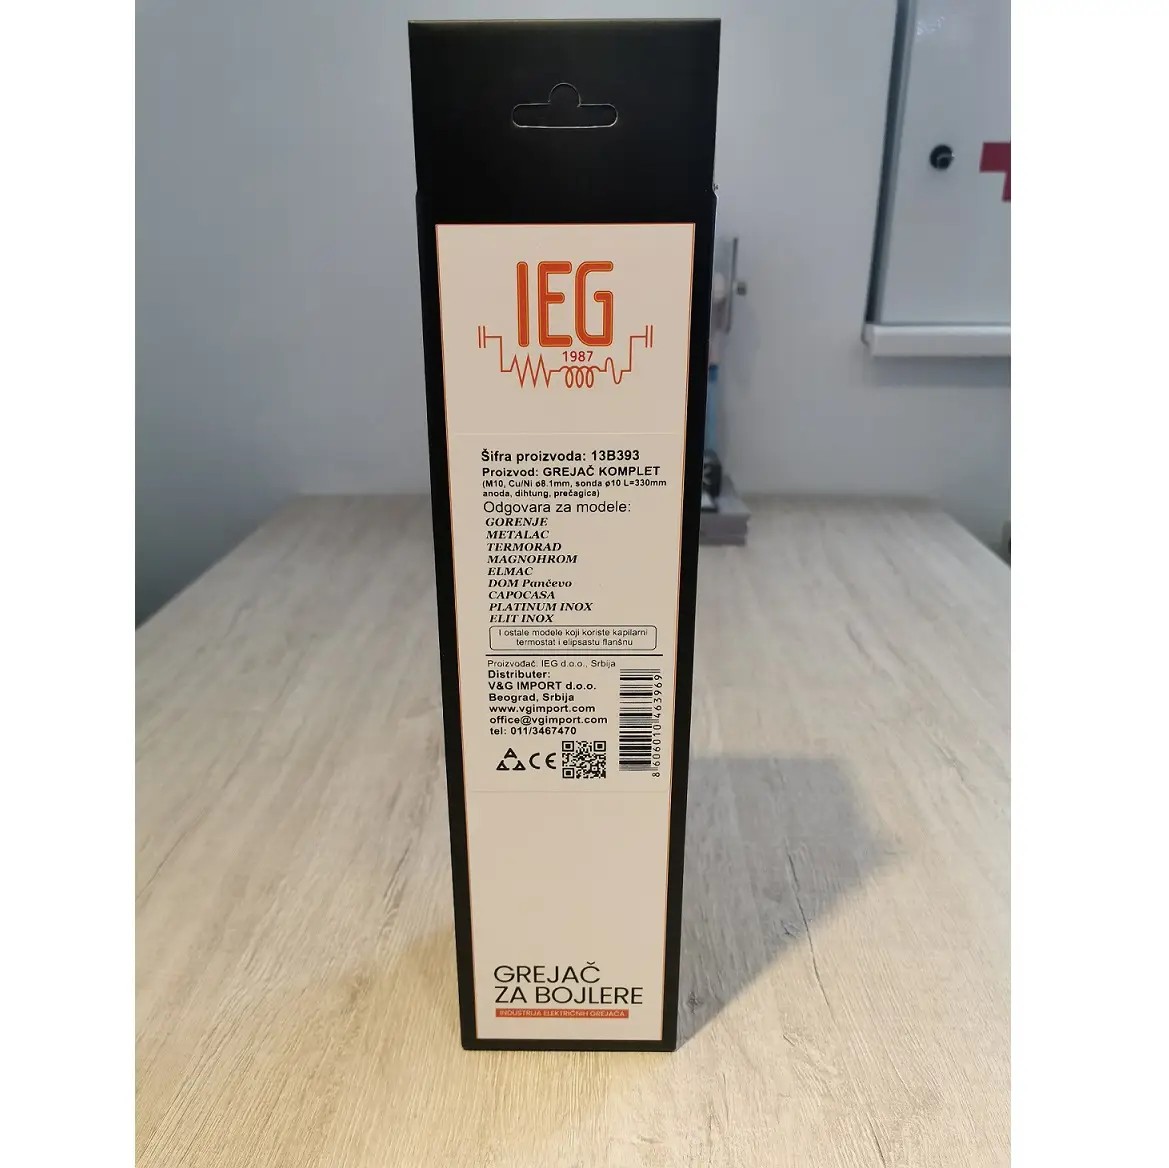 IEG
1987
Šifra proizvoda: 13B393
Proizvod: GREJAČ KOMPLET
(M10, Cu/Ni ø8.1mm, sonda ø10 L=330mm
anoda, dihtung, prečagica)
Odgovara za modele:
GORENJE
METALAC
TERMORAD
MAGNOHROM
ELMAC
DOM Pančevo
CAPOCASA
PLATINUM INOX
ELIT INOX
I ostale modele koji koriste kapilarni
termostat i elipsastu flanšnu
Proizvođač: IEG d.o.o., Srbija
Distributer:
V&G IMPORT d.o.o.
Beograd, Srbija
www.vgimport.com
office@vgimport.com
tel: 011/3467470
AAA CE
8606010463969
GREJAČ
ZA BOJLERE
INDUSTRIJA ELEKTRIČNIH GREJAČA